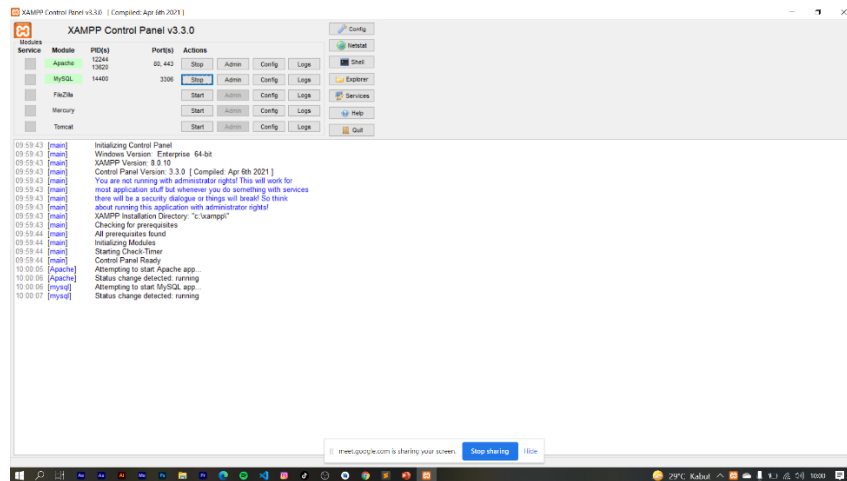 XAMPP Control Panel v3.3.0 [ Compiled: Apr 6th 2021 ]
XAMPP Control Panel v3.3.0
Config
Modules
Service Module PID(s) Port(s) Actions
Netstat
Apache 12244 13620 80, 443 Stop Admin Config Logs
Shell
MySQL 14400 3306 Stop Admin Config Logs
Explorer
FileZilla Start Admin Config Logs
Services
Mercury Start Admin Config Logs
Help
Tomcat Start Admin Config Logs
Quit
09:59:43 [main] Initializing Control Panel
09:59:43 [main] Windows Version: Enterprise 64-bit
09:59:43 [main] XAMPP Version: 8.0.10
09:59:43 [main] Control Panel Version: 3.3.0 [ Compiled: Apr 6th 2021 ]
09:59:43 [main] You are not running with administrator rights! This will work for
09:59:43 [main] most application stuff but whenever you do something with services
09:59:43 [main] there will be a security dialogue or things will break! So think
09:59:43 [main] about running this application with administrator rights!
09:59:43 [main] XAMPP Installation Directory: "c:\xampp\"
09:59:43 [main] Checking for prerequisites
09:59:44 [main] All prerequisites found
09:59:44 [main] Initializing Modules
09:59:44 [main] Starting Check-Timer
09:59:44 [main] Control Panel Ready
10:00:05 [Apache] Attempting to start Apache app...
10:00:06 [Apache] Status change detected: running
10:00:06 [mysql] Attempting to start MySQL app...
10:00:07 [mysql] Status change detected: running
meet.google.com is sharing your screen. Stop sharing Hide
29°C Kabut 10:00